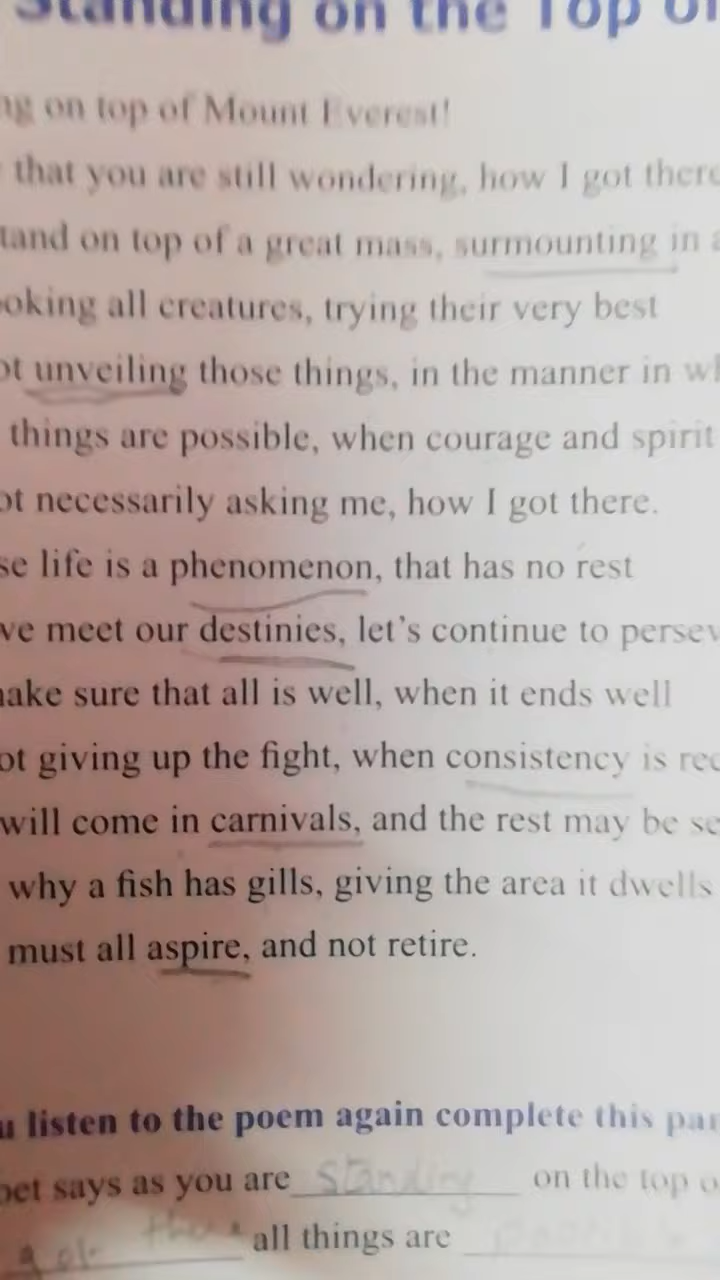 Standing on the Top of
ng on top of Mount Everest!
that you are still wondering, how I got there
tand on top of a great mass, surmounting in a
oking all creatures, trying their very best
ot unveiling those things, in the manner in wh
things are possible, when courage and spirit
ot necessarily asking me, how I got there.
se life is a phenomenon, that has no rest
ve meet our destinies, let's continue to persev
ake sure that all is well, when it ends well
ot giving up the fight, when consistency is req
will come in carnivals, and the rest may be se
why a fish has gills, giving the area it dwells
must all aspire, and not retire.
u listen to the poem again complete this par
oet says as you are standing on the top o
got there all things are